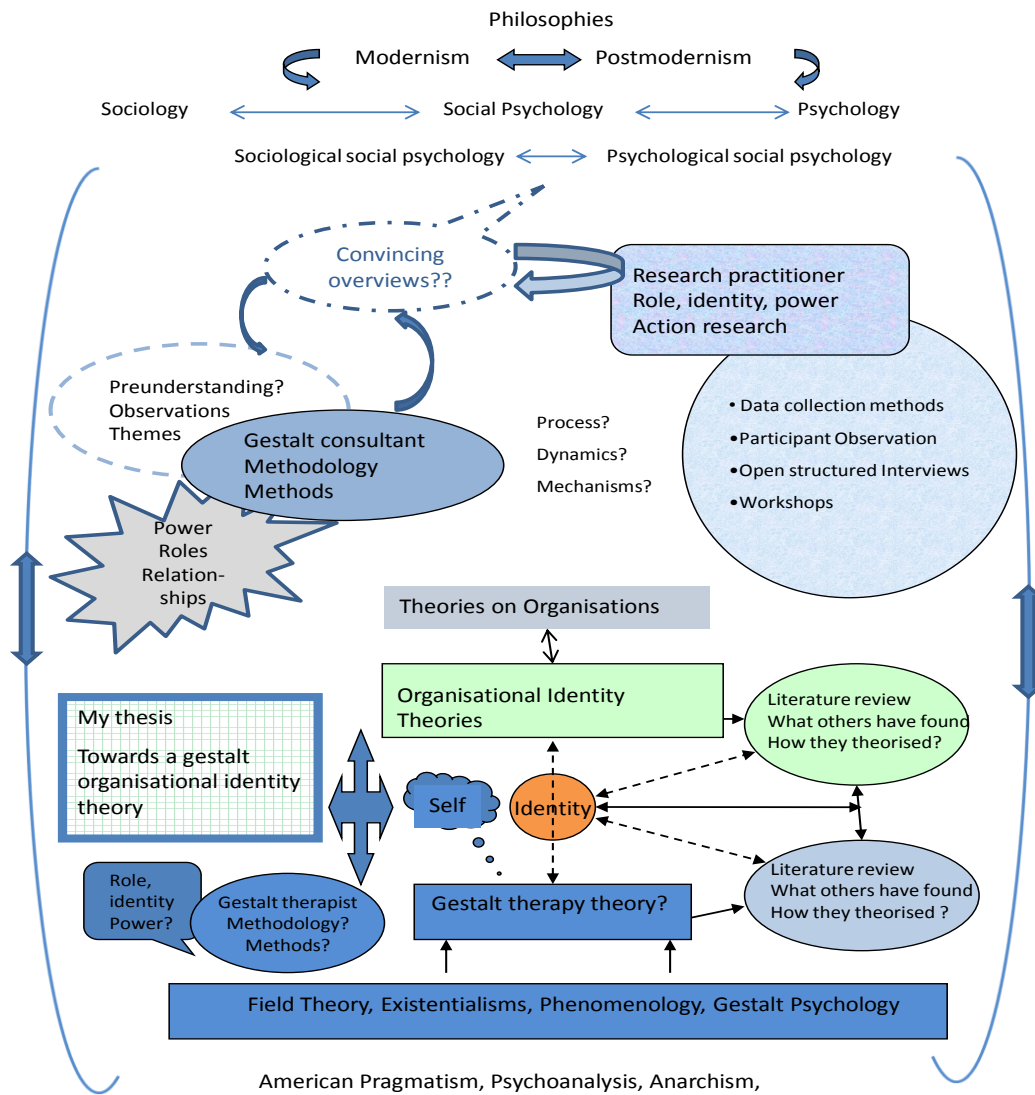 Philosophies
Modernism
Postmodernism
Sociology
Social Psychology
Psychology
Sociological social psychology
Psychological social psychology
Convincing
overviews??
Research practitioner
Role, identity, power
Action research
Preunderstanding?
Observations
Themes
Gestalt consultant
Methodology
Methods
Process?
Dynamics?
Mechanisms?
• Data collection methods
•Participant Observation
•Open structured Interviews
•Workshops
Power
Roles
Relation-
ships
Theories on Organisations
Organisational Identity
Theories
Literature review
What others have found
How they theorised?
My thesis
Towards a gestalt
organisational identity
theory
Self
Identity
Role,
identity
Power?
Gestalt therapist
Methodology?
Methods?
Gestalt therapy theory?
Literature review
What others have found
How they theorised ?
Field Theory, Existentialisms, Phenomenology, Gestalt Psychology
American Pragmatism, Psychoanalysis, Anarchism,